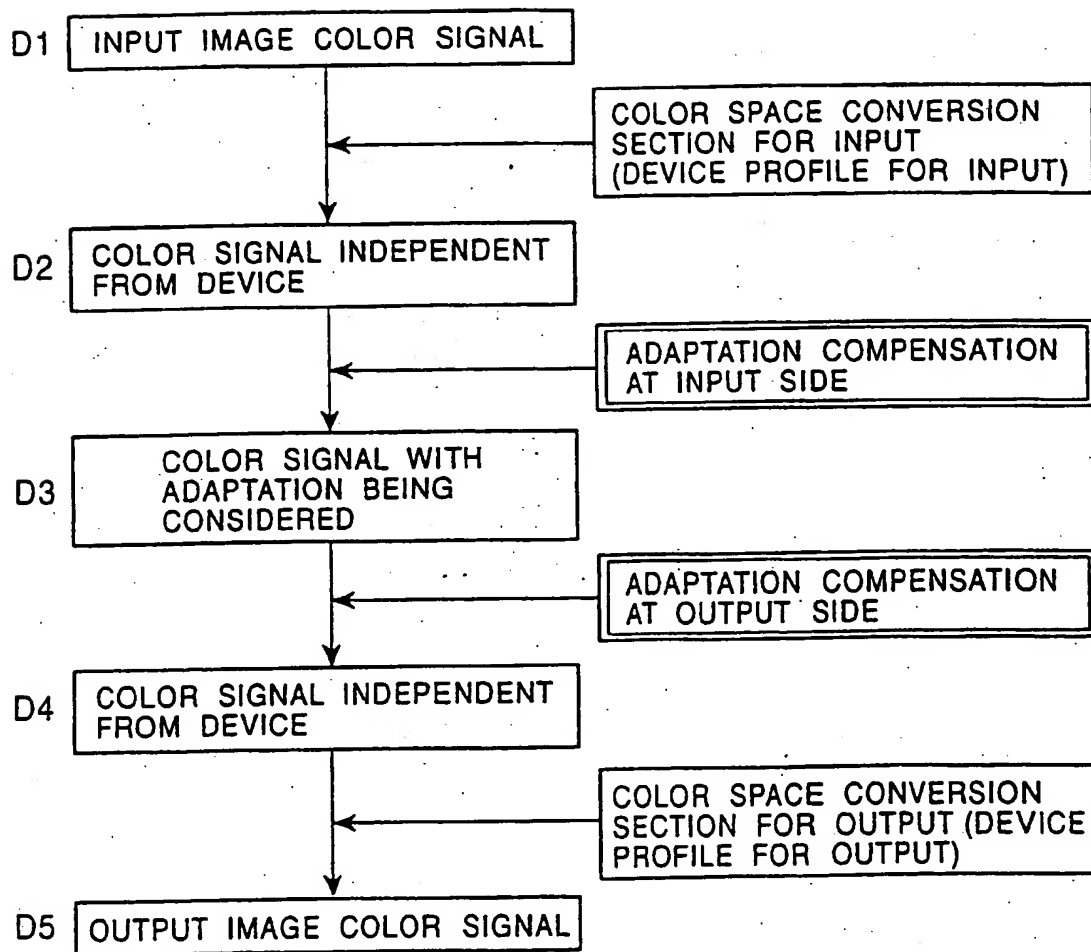 D1 INPUT IMAGE COLOR SIGNAL
COLOR SPACE CONVERSION
SECTION FOR INPUT
(DEVICE PROFILE FOR INPUT)
D2 COLOR SIGNAL INDEPENDENT
FROM DEVICE
ADAPTATION COMPENSATION
AT INPUT SIDE
D3 COLOR SIGNAL WITH
ADAPTATION BEING
CONSIDERED
ADAPTATION COMPENSATION
AT OUTPUT SIDE
D4 COLOR SIGNAL INDEPENDENT
FROM DEVICE
COLOR SPACE CONVERSION
SECTION FOR OUTPUT (DEVICE
PROFILE FOR OUTPUT)
D5 OUTPUT IMAGE COLOR SIGNAL